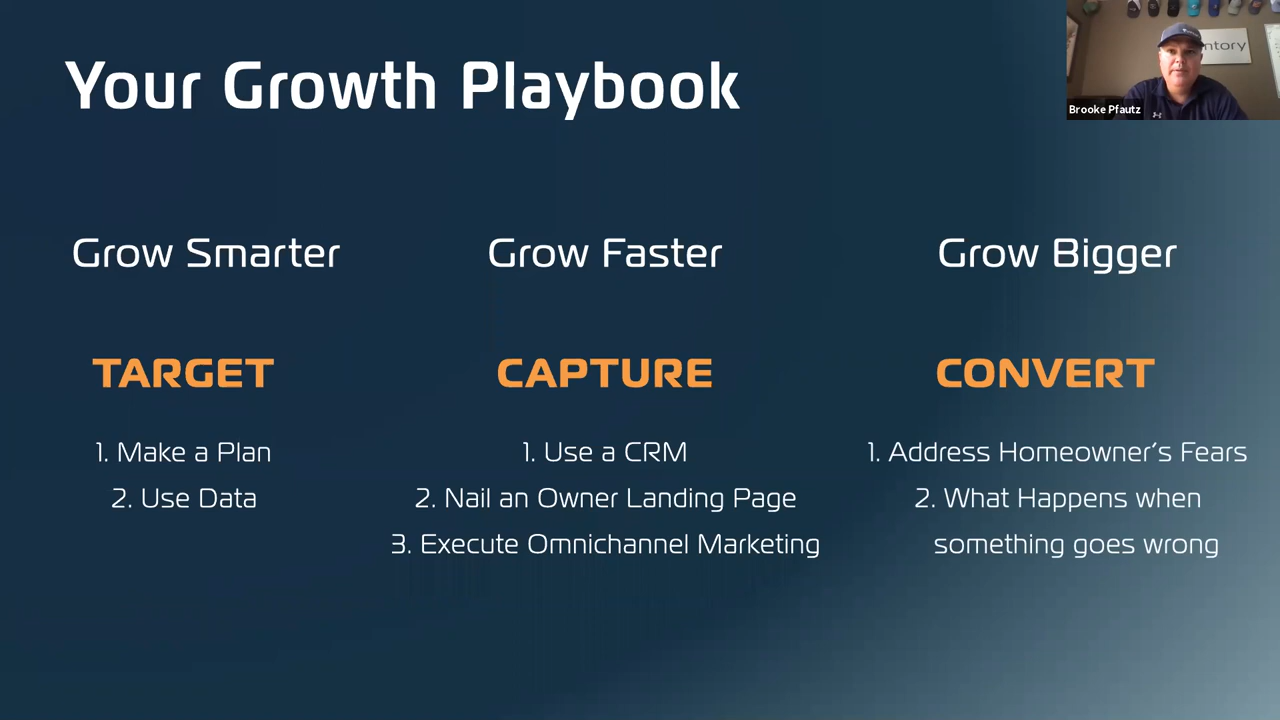 Your Growth Playbook
ntory
Brooke Pfautz
Grow Smarter
Grow Faster
Grow Bigger
TARGET
CAPTURE
CONVERT
1. Make a Plan
2. Use Data
1. Use a CRM
2. Nail an Owner Landing Page
3. Execute Omnichannel Marketing
1. Address Homeowner’s Fears
2. What Happens when
something goes wrong